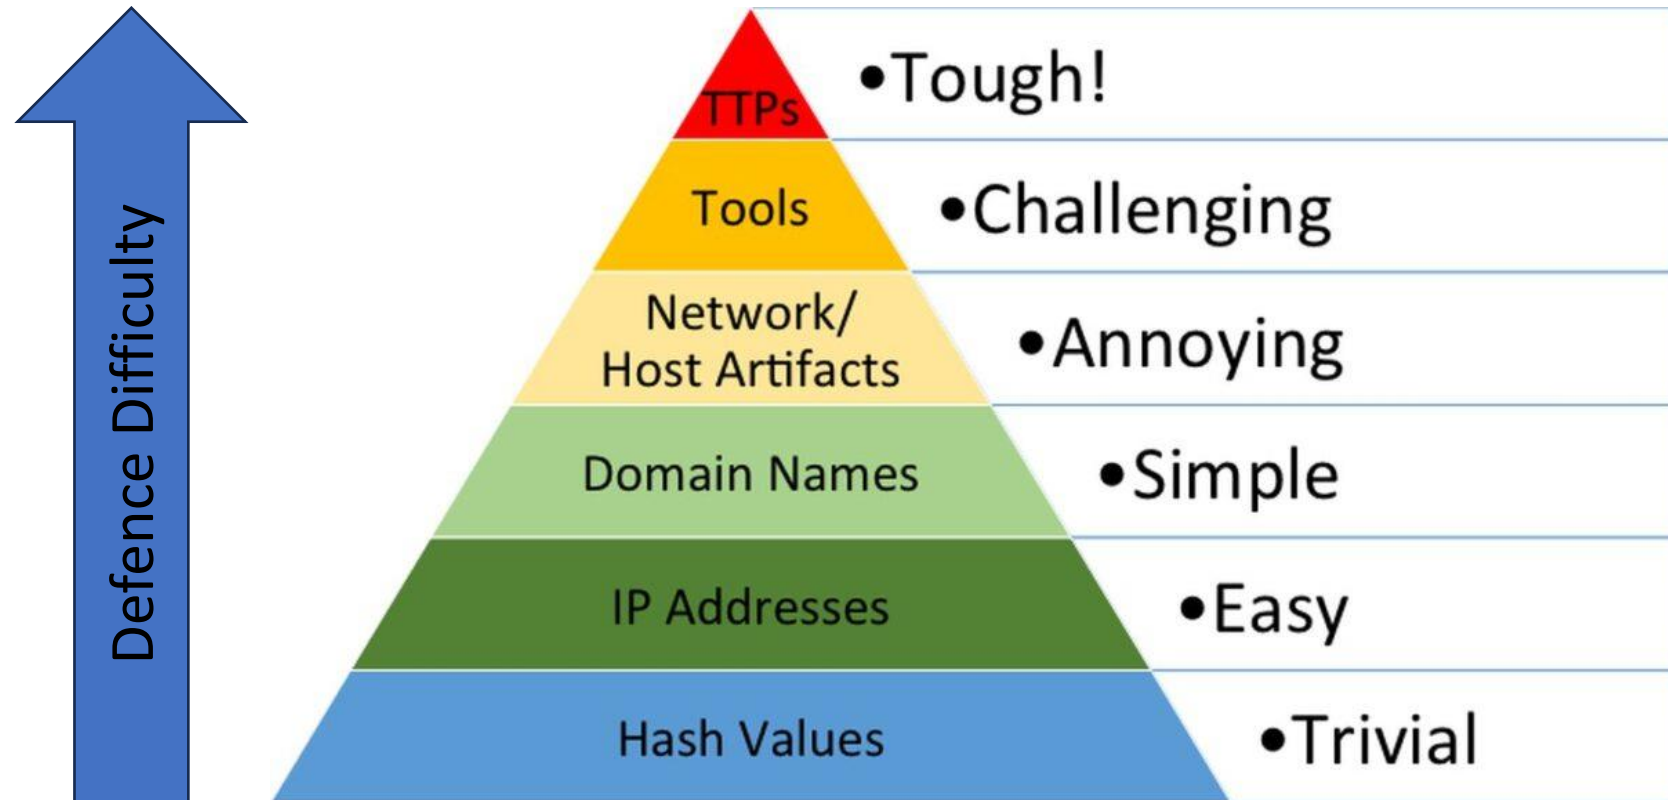 Defence Difficulty
TTPs
•Tough!
Tools
•Challenging
Network/
Host Artifacts
•Annoying
Domain Names
•Simple
IP Addresses
•Easy
Hash Values
•Trivial